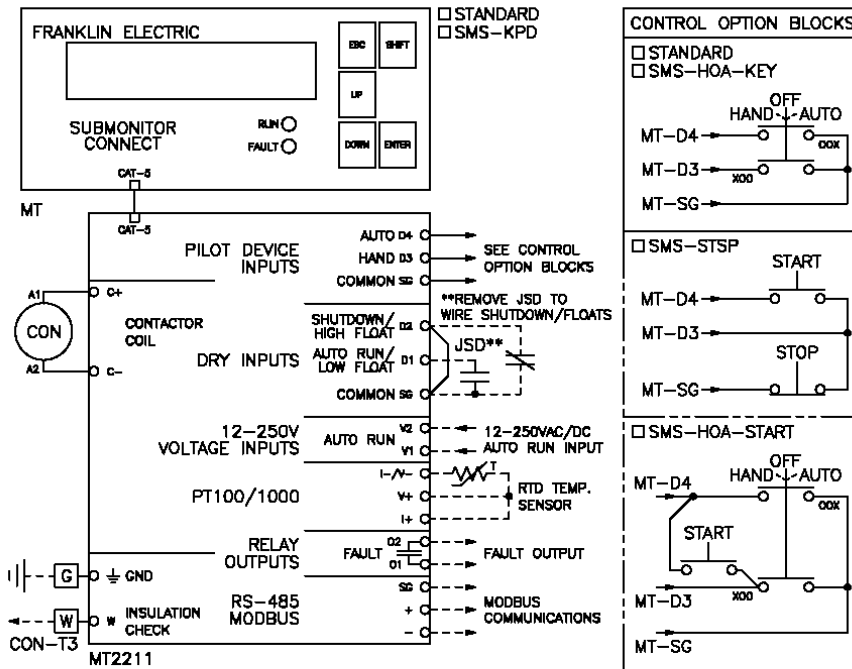 FRANKLIN ELECTRIC
ESC SHIFT
UP
DOWN ENTER
SUBMONITOR
CONNECT
RUN
FAULT
CAT-5
MT
□ STANDARD
□ SMS-KPD
CAT-5
PILOT DEVICE
INPUTS
AUTO D4
HAND D3
COMMON SG
SEE CONTROL
OPTION BLOCKS
A1
C+
CON
CONTACTOR
COIL
A2
C-
**REMOVE JSD TO
WIRE SHUTDOWN/FLOATS
DRY INPUTS
SHUTDOWN/
HIGH FLOAT D2
JSD**
AUTO RUN/
LOW FLOAT D1
COMMON SG
12-250V
VOLTAGE INPUTS
AUTO RUN
V2
V1
12-250VAC/DC
AUTO RUN INPUT
PT100/1000
I-/V-
V+
I+
T
RTD TEMP.
SENSOR
RELAY
OUTPUTS
FAULT
O2
O1
FAULT OUTPUT
G
GND
RS-485
MODBUS
SG
+
-
MODBUS
COMMUNICATIONS
W
W
INSULATION
CHECK
CON-T3
MT2211
CONTROL OPTION BLOCKS
□ STANDARD
□ SMS-HOA-KEY
OFF
HAND AUTO
MT-D4
OOX
MT-D3
XOO
MT-SG
□ SMS-STSP
START
MT-D4
MT-D3
STOP
MT-SG
□ SMS-HOA-START
OFF
HAND AUTO
MT-D4
OOX
START
MT-D3
XOO
MT-SG